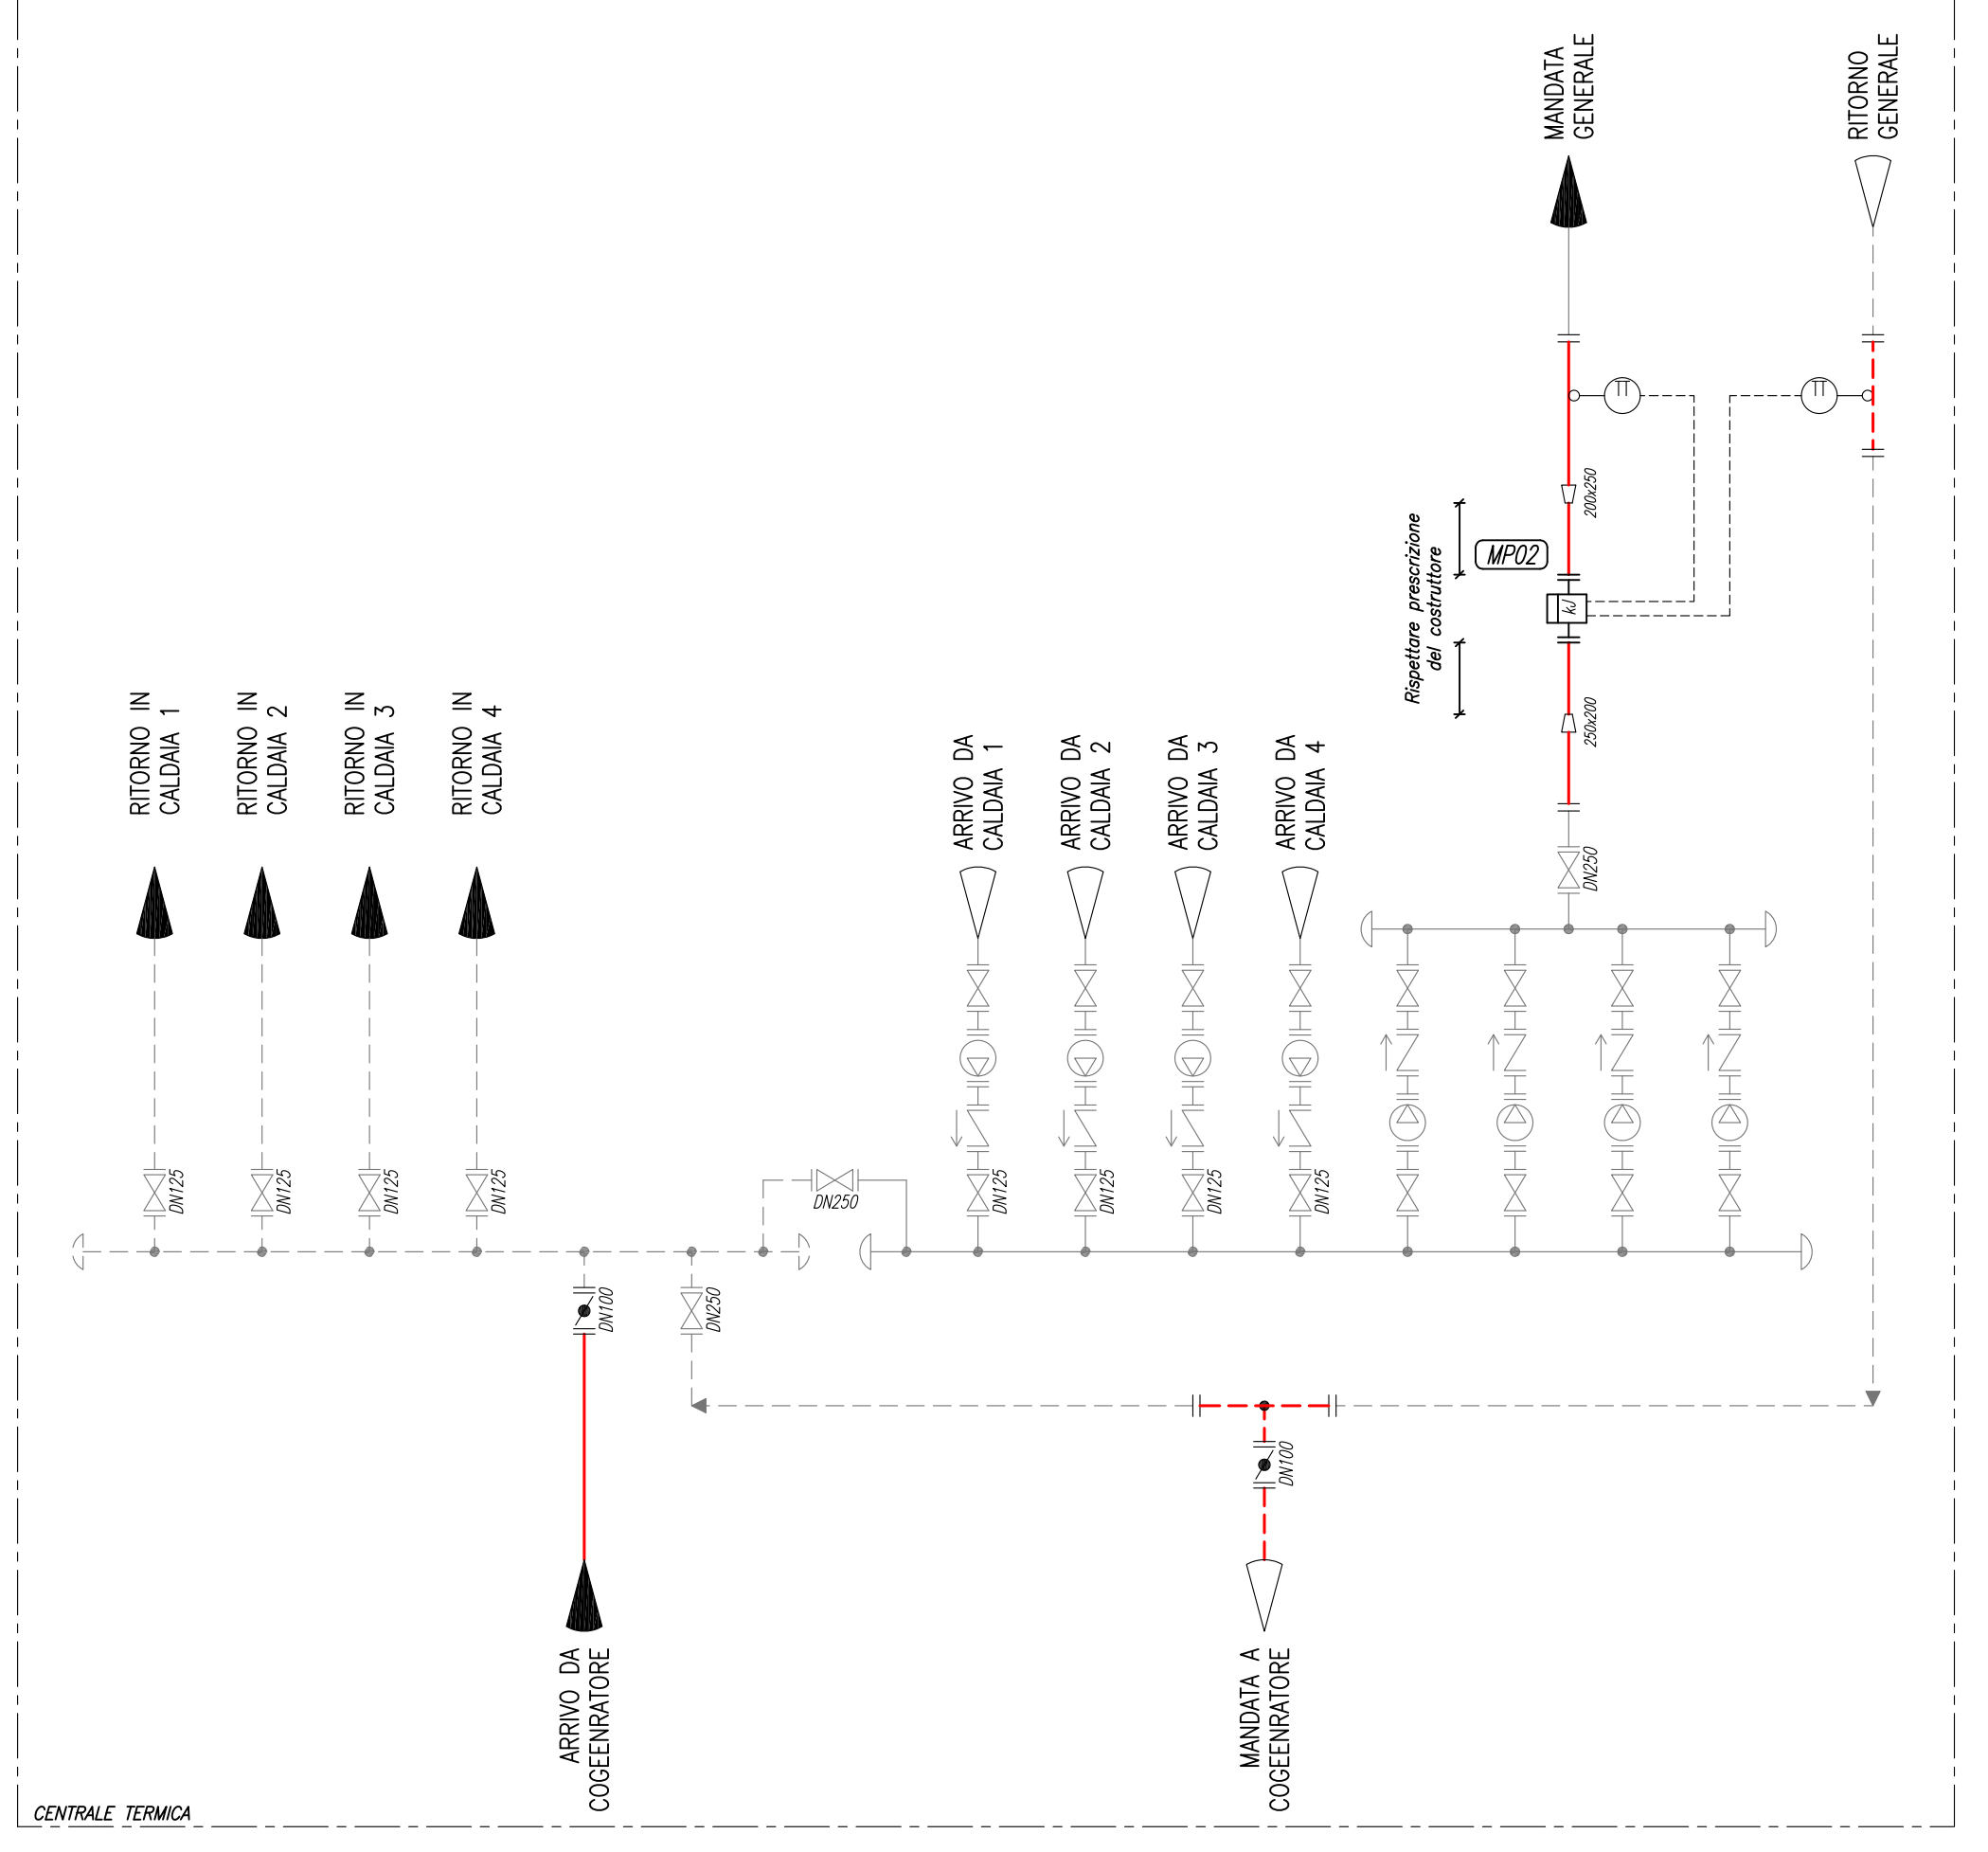 MANDATA
GENERALE
RITORNO
GENERALE
TT
TT
200x250
MP02
Rispettare prescrizione
del costruttore
kJ
250x200
RITORNO IN
CALDAIA 1
RITORNO IN
CALDAIA 2
RITORNO IN
CALDAIA 3
RITORNO IN
CALDAIA 4
ARRIVO DA
CALDAIA 1
ARRIVO DA
CALDAIA 2
ARRIVO DA
CALDAIA 3
ARRIVO DA
CALDAIA 4
DN250
DN125
DN125
DN125
DN125
DN250
DN125
DN125
DN125
DN125
DN100
DN250
DN100
ARRIVO DA
COGEENRATORE
MANDATA A
COGEENRATORE
CENTRALE TERMICA